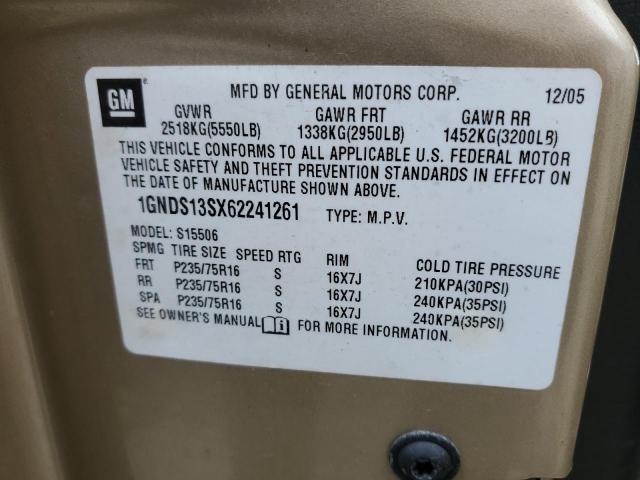 GM
MFD BY GENERAL MOTORS CORP. 12/05
GVWR GAWR FRT GAWR RR
2518KG(5550LB) 1338KG(2950LB) 1452KG(3200LB)
THIS VEHICLE CONFORMS TO ALL APPLICABLE U.S. FEDERAL MOTOR
VEHICLE SAFETY AND THEFT PREVENTION STANDARDS IN EFFECT ON
THE DATE OF MANUFACTURE SHOWN ABOVE.
1GNDS13SX62241261 TYPE: M.P.V.
MODEL: S15506
SPMG TIRE SIZE SPEED RTG RIM COLD TIRE PRESSURE
FRT P235/75R16 S 16X7J 210KPA(30PSI)
RR P235/75R16 S 16X7J 240KPA(35PSI)
SPA P235/75R16 S 16X7J 240KPA(35PSI)
SEE OWNER'S MANUAL FOR MORE INFORMATION.